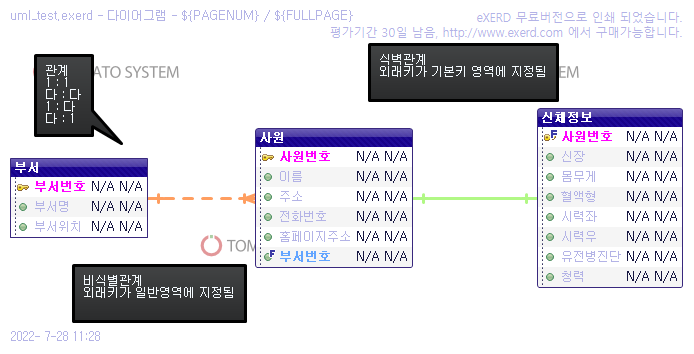 uml_test,exerd - 다이어그램 - ${PAGENUM} / ${FULLPAGE}
eXERD 무료버전으로 인쇄 되었습니다.
평가기간 30일 남음, http://www.exerd.com 에서 구매가능합니다.
관계
1 : 1
다 : 다
1 : 다
다 : 1
ATO SYSTEM
식벽관계
외래키가 기본키 영역에 지정됨
EM
부서
부서번호 N/A N/A
부서명 N/A N/A
부서위치 N/A N/A
사원
사원번호 N/A N/A
이름 N/A N/A
주소 N/A N/A
전화번호 N/A N/A
홈페이지주소 N/A N/A
부서번호 N/A N/A
신체정보
사원번호 N/A N/A
신장 N/A N/A
몸무게 N/A N/A
혈액형 N/A N/A
시력좌 N/A N/A
시력우 N/A N/A
유전병진단 N/A N/A
청력 N/A N/A
TOM
비식별관계
외래키가 일반영역에 지정됨
2022- 7-28 11:28